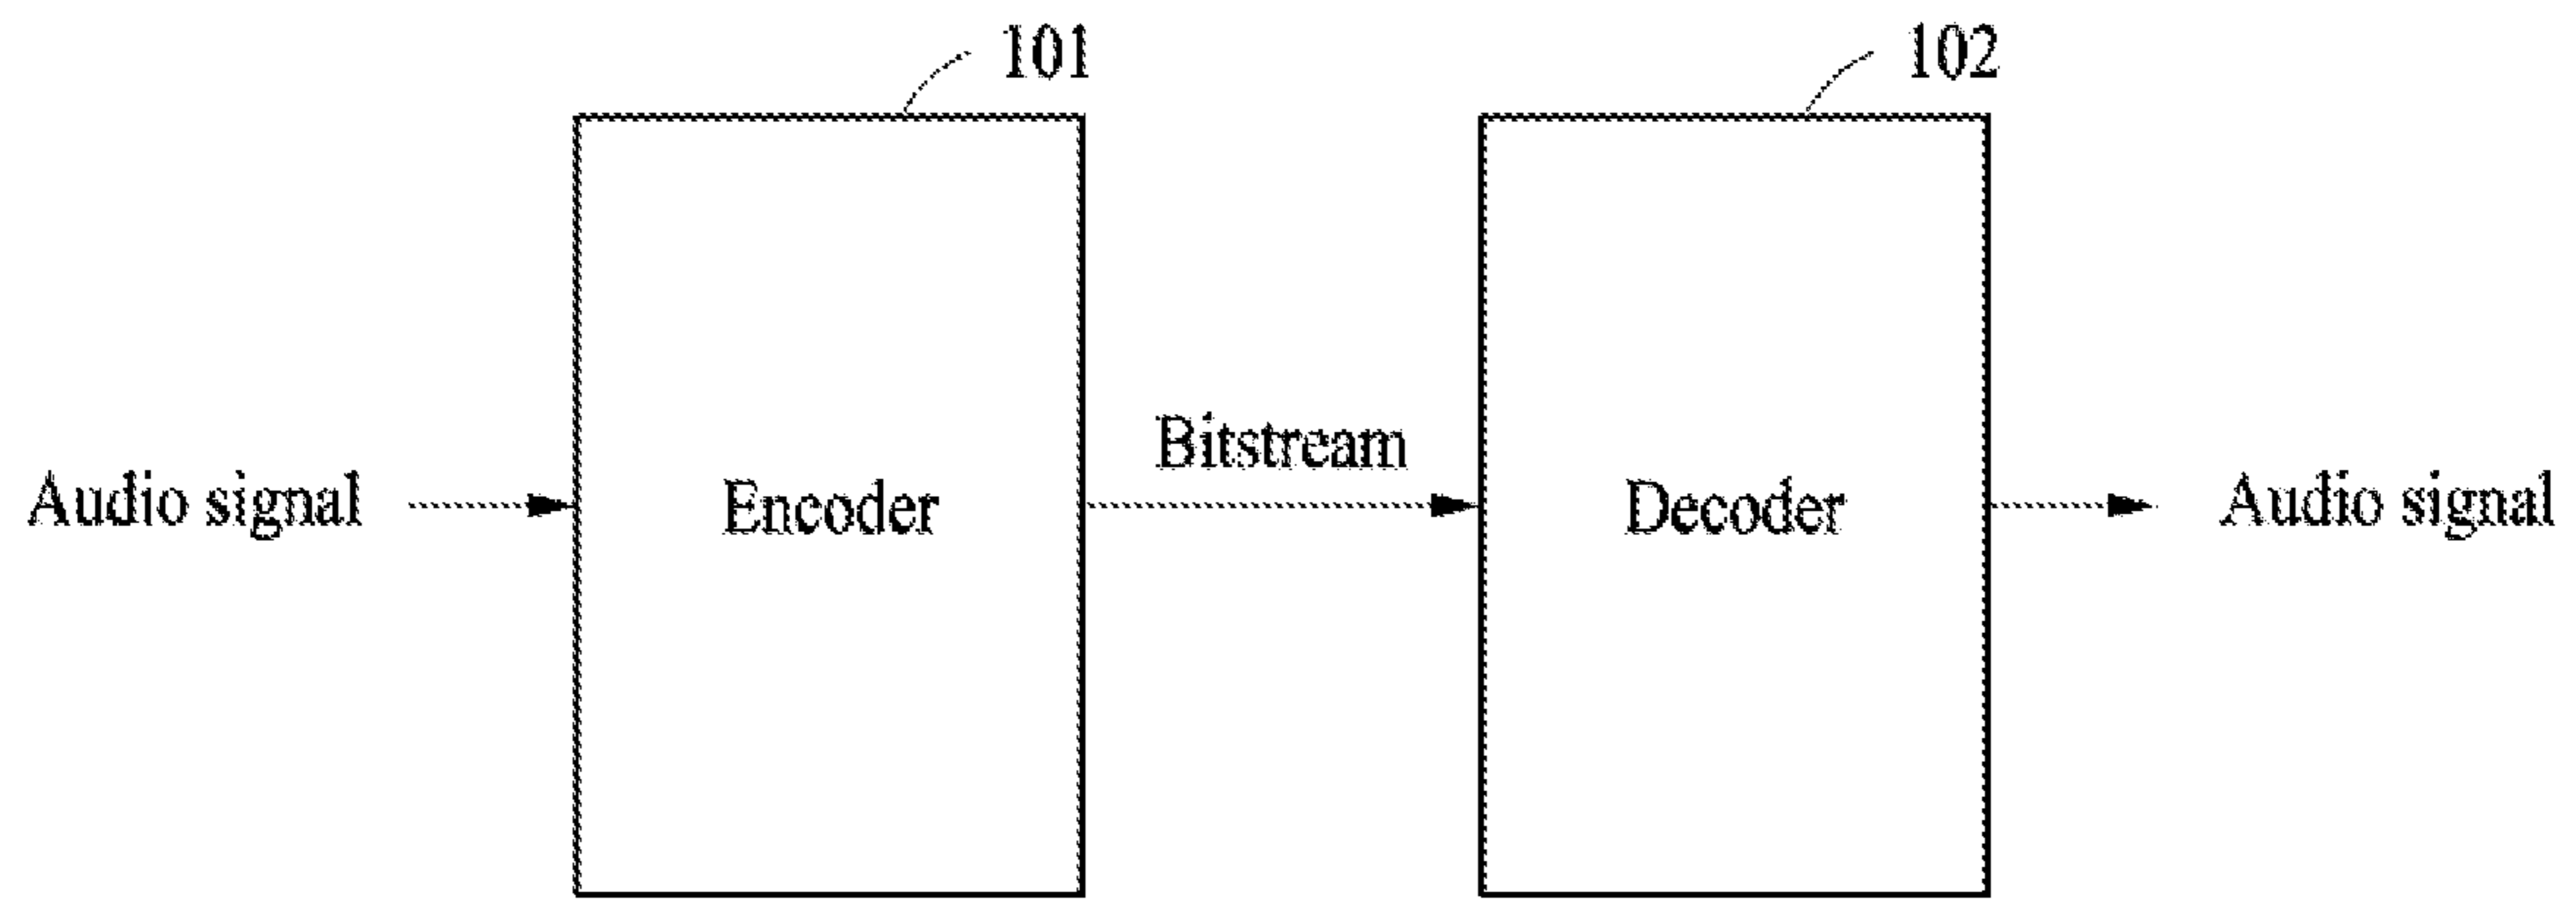 101
102
Audio signal
Encoder
Bitstream
Decoder
Audio signal